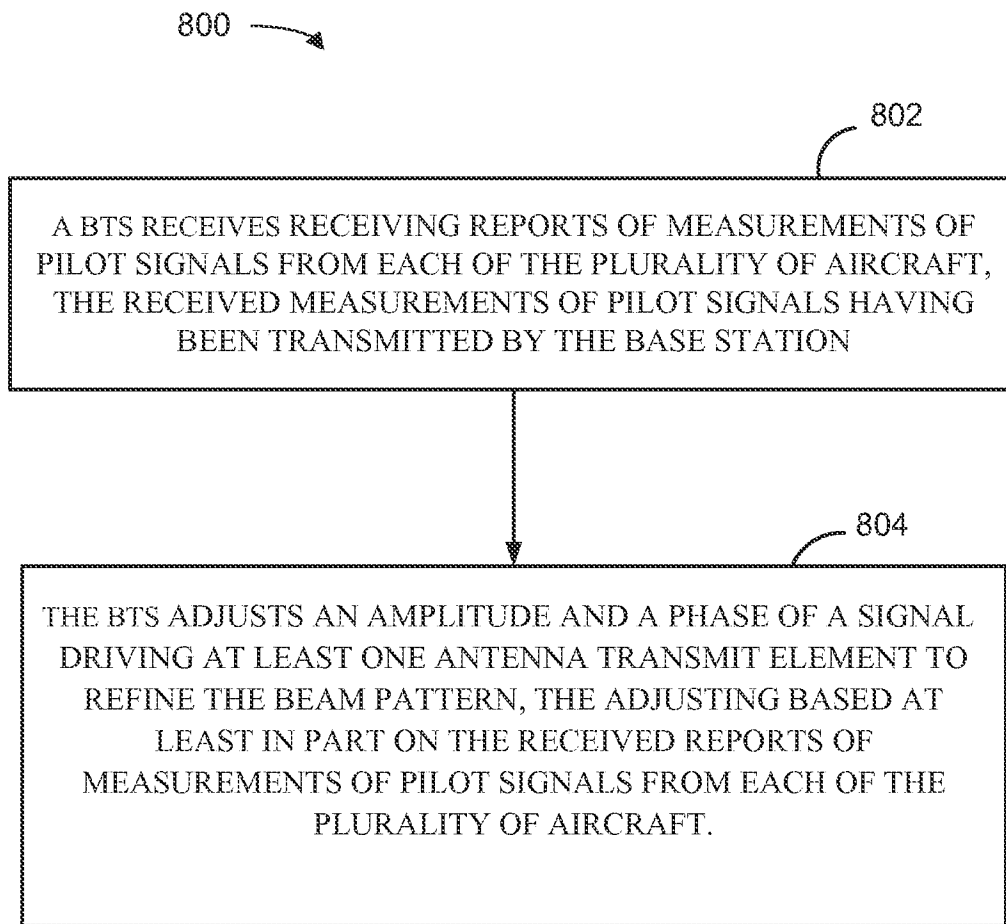 800
802
A BTS RECEIVES RECEIVING REPORTS OF MEASUREMENTS OF
PILOT SIGNALS FROM EACH OF THE PLURALITY OF AIRCRAFT,
THE RECEIVED MEASUREMENTS OF PILOT SIGNALS HAVING
BEEN TRANSMITTED BY THE BASE STATION
804
THE BTS ADJUSTS AN AMPLITUDE AND A PHASE OF A SIGNAL
DRIVING AT LEAST ONE ANTENNA TRANSMIT ELEMENT TO
REFINE THE BEAM PATTERN, THE ADJUSTING BASED AT
LEAST IN PART ON THE RECEIVED REPORTS OF
MEASUREMENTS OF PILOT SIGNALS FROM EACH OF THE
PLURALITY OF AIRCRAFT.